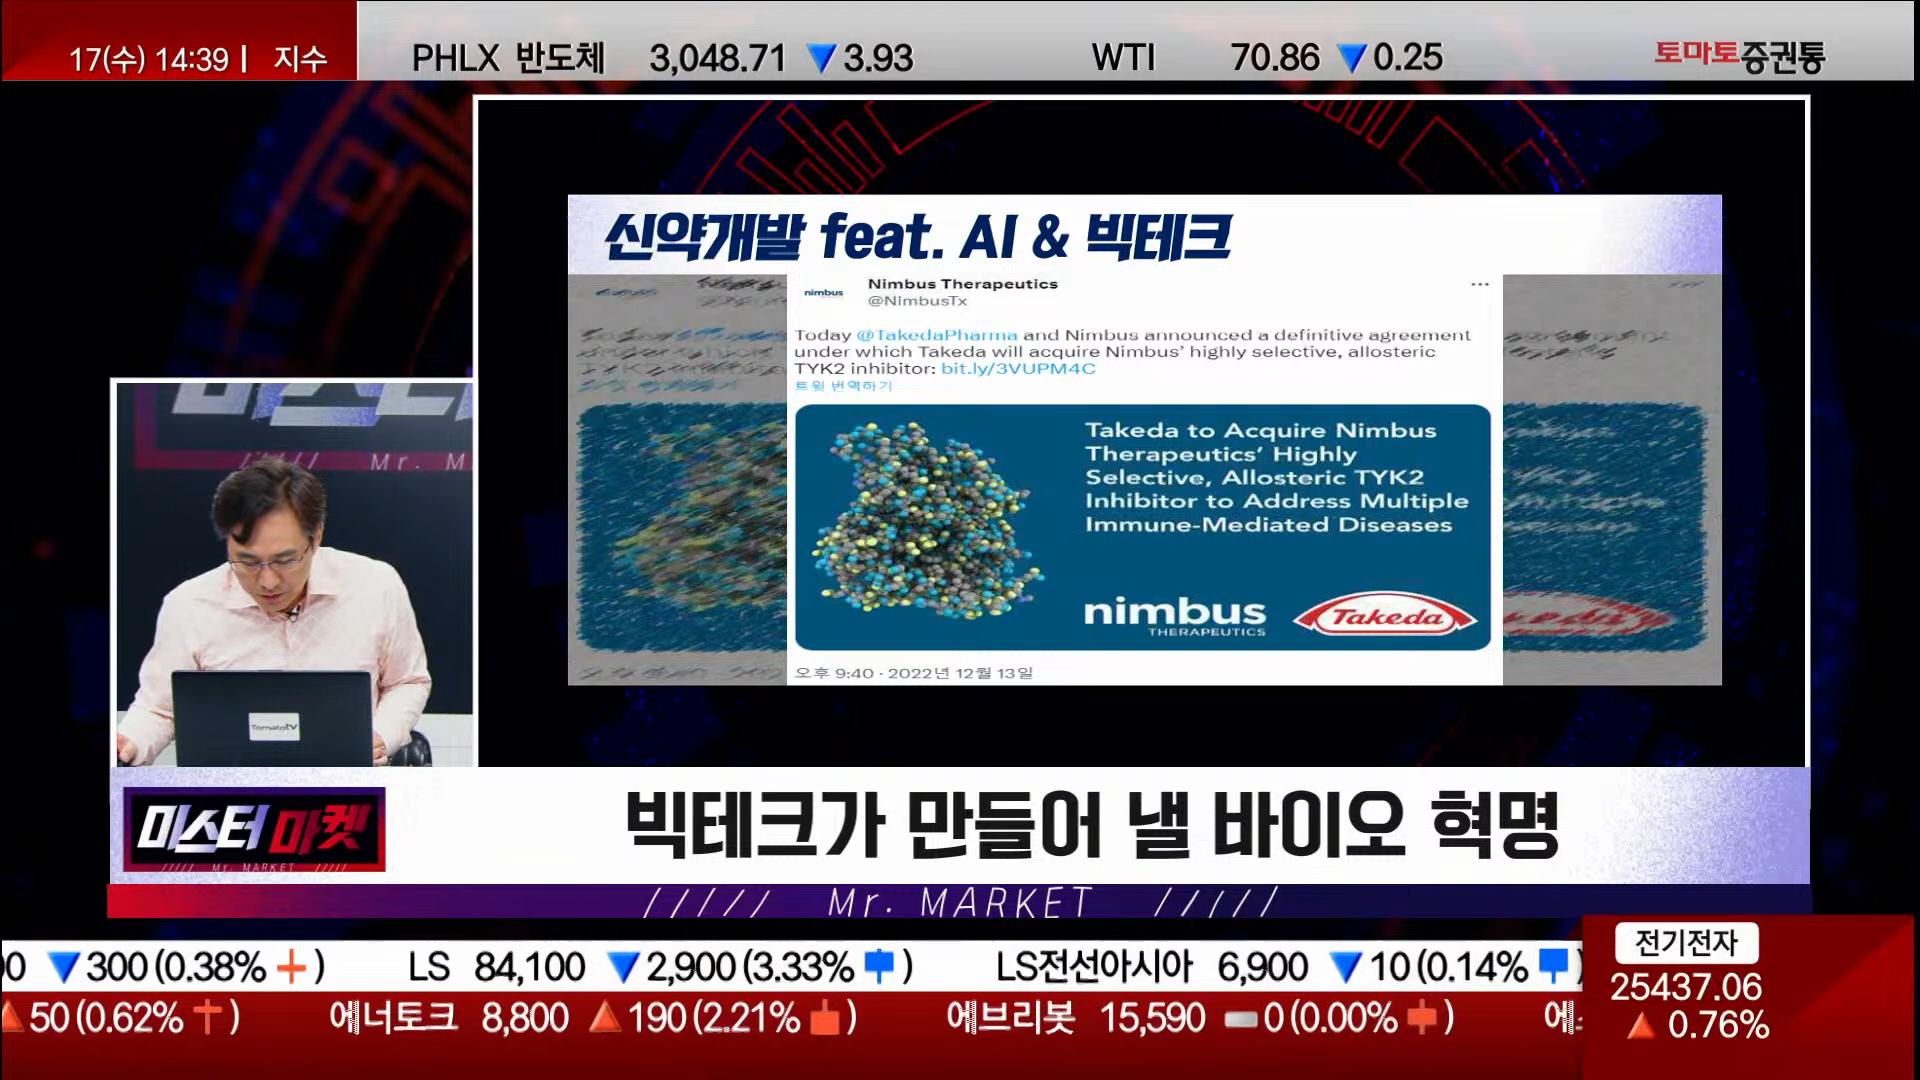 17(수) 14:39 | 지수
PHLX 반도체 3,048.71 ▼3.93 WTI 70.86 ▼0.25
토마토증권통
신약개발 feat. AI & 빅테크
nimbus
Nimbus Therapeutics
@NimbusTx
Today @TakedaPharma and Nimbus announced a definitive agreement
under which Takeda will acquire Nimbus’ highly selective, allosteric
TYK2 inhibitor: bit.ly/3VUPM4C
트윗 번역하기
Takeda to Acquire Nimbus
Therapeutics’ Highly
Selective, Allosteric TYK2
Inhibitor to Address Multiple
Immune-Mediated Diseases
nimbus
THERAPEUTICS
Takeda
오후 9:40 · 2022년 12월 13일
미스터
Mr. M
TomatoTV
미스터 마켓
Mr. MARKET
빅테크가 만들어 낼 바이오 혁명
///// Mr. MARKET /////
0 ▼300 (0.38% ) LS 84,100 ▼2,900 (3.33% ) LS전선아시아 6,900 ▼10 (0.14% )
▲50 (0.62% ) 에너토크 8,800 ▲190 (2.21% ) 에브리봇 15,590 0 (0.00% )
전기전자
25437.06
▲ 0.76%